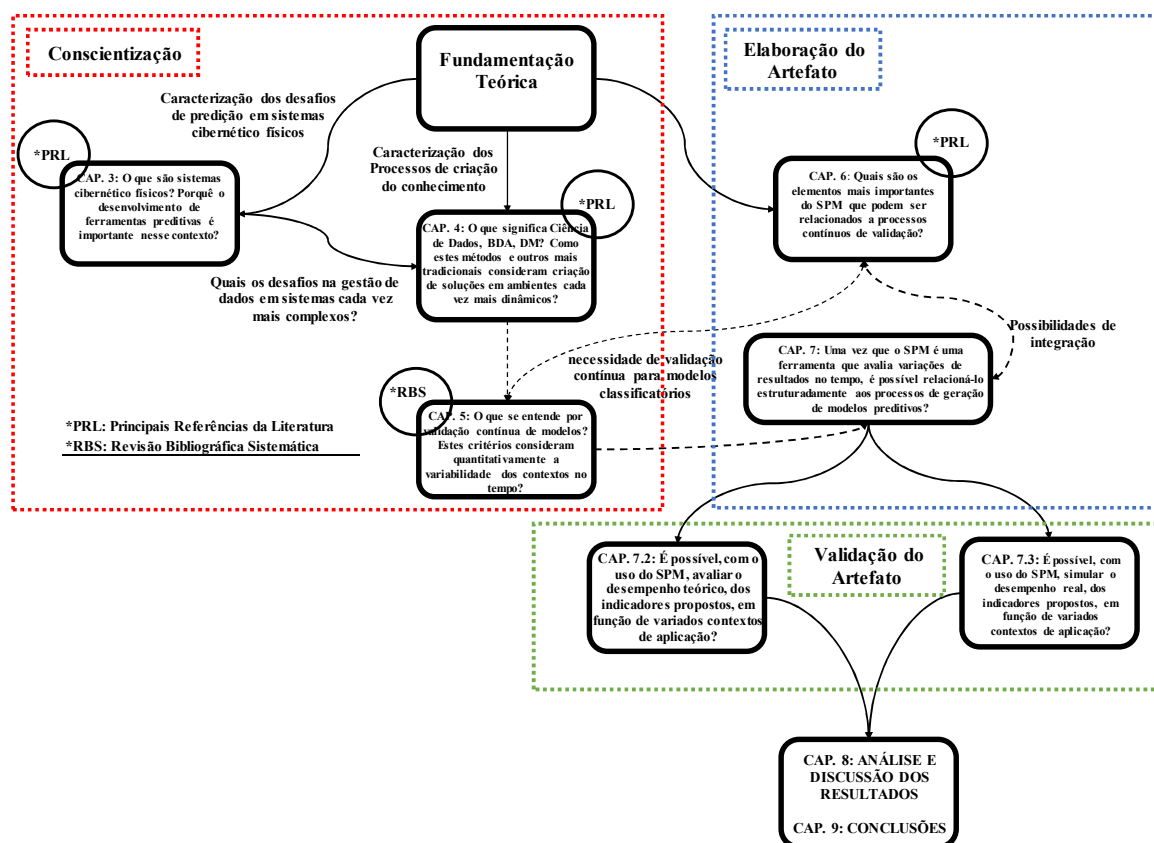 Conscientização
Fundamentação
Teórica
Elaboração do
Artefato
Caracterização dos desafios
de predição em sistemas
cibernético físicos
*PRL
CAP. 3: O que são sistemas
cibernético físicos? Porquê o
desenvolvimento de
ferramentas preditivas é
importante nesse contexto?
Caracterização dos
Processos de criação
do conhecimento
*PRL
CAP. 4: O que significa Ciência
de Dados, BDA, DM? Como
estes métodos e outros mais
tradicionais consideram criação
de soluções em ambientes cada
vez mais dinâmicos?
*PRL
CAP. 6: Quais são os
elementos mais importantes
do SPM que podem ser
relacionados a processos
contínuos de validação?
Quais os desafios na gestão de
dados em sistemas cada vez
mais complexos?
Possibilidades de
integração
necessidade de validação
contínua para modelos
classificatórios
CAP. 7: Uma vez que o SPM é uma
ferramenta que avalia variações de
resultados no tempo, é possível relacioná-lo
estruturadamente aos processos de geração
de modelos preditivos?
*RBS
CAP. 5: O que se entende por
validação contínua de modelos?
Estes critérios consideram
quantitativamente a
variabilidade dos contextos no
tempo?
*PRL: Principais Referências da Literatura
*RBS: Revisão Bibliográfica Sistemática
Validação do
Artefato
CAP. 7.2: É possível, com o
uso do SPM, avaliar o
desempenho teórico, dos
indicadores propostos, em
função de variados contextos
de aplicação?
CAP. 7.3: É possível, com
o uso do SPM, simular o
desempenho real, dos
indicadores propostos, em
função de variados
contextos de aplicação?
CAP. 8: ANÁLISE E
DISCUSSÃO DOS
RESULTADOS
CAP. 9: CONCLUSÕES